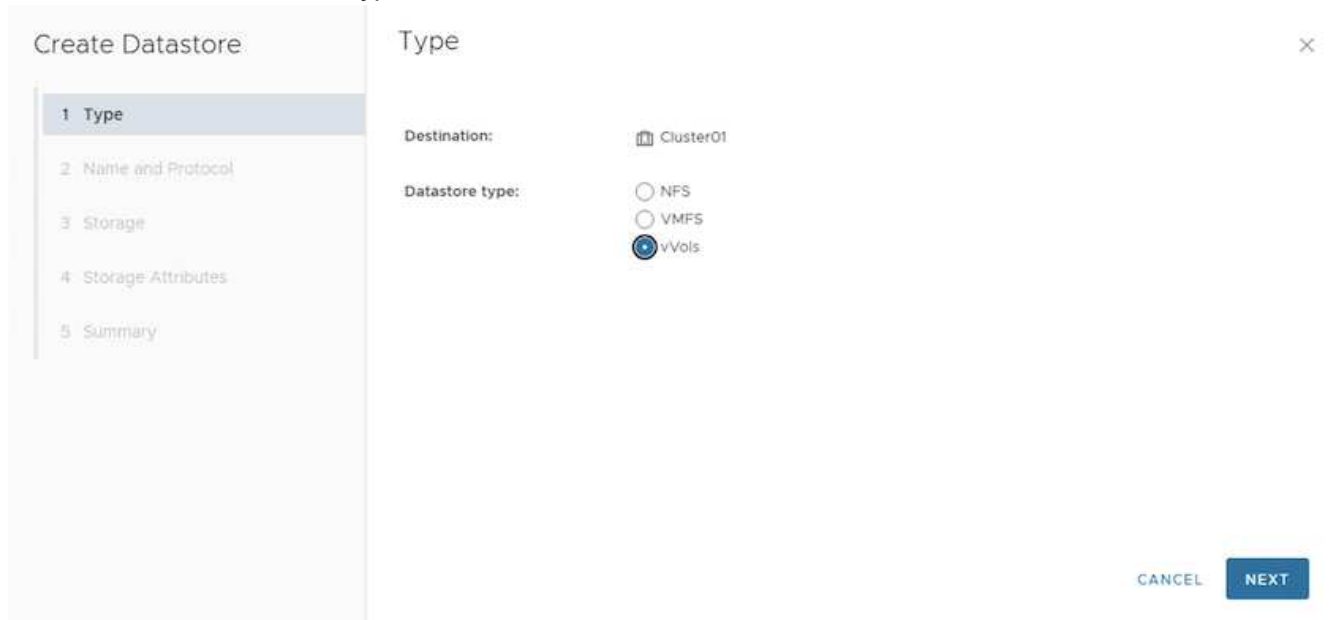 Create Datastore
1 Type
2 Name and Protocol
3 Storage
4 Storage Attributes
5 Summary
Type
Destination: Cluster01
Datastore type:
NFS
VMFS
vVols
CANCEL NEXT